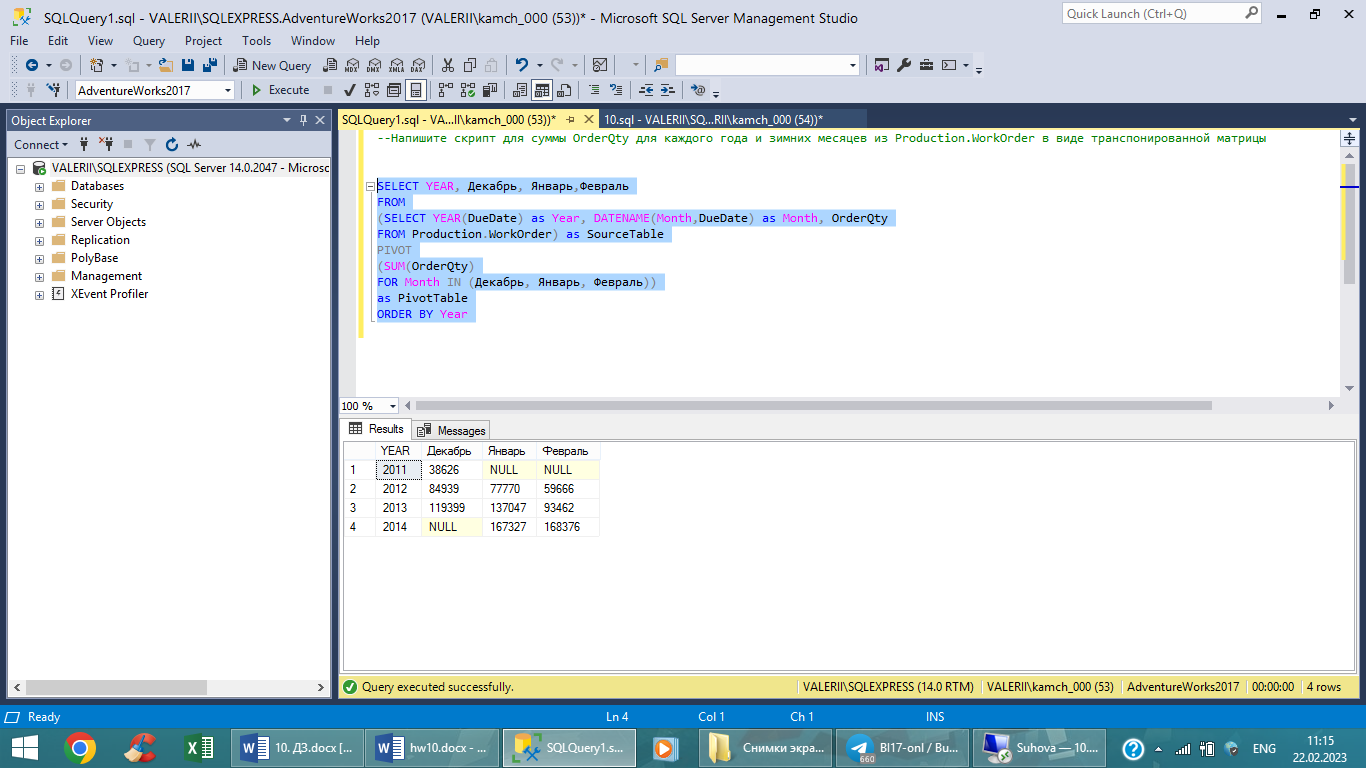 SQLQuery1.sql - VALERII\SQLEXPRESS.AdventureWorks2017 (VALERII\kamch_000 (53))* - Microsoft SQL Server Management Studio
Quick Launch (Ctrl+Q)
File Edit View Query Project Tools Window Help
New Query MDX DMX XMLA DAX
AdventureWorks2017 Execute
Object Explorer
Connect
VALERII\SQLEXPRESS (SQL Server 14.0.2047 - Microsc
Databases
Security
Server Objects
Replication
PolyBase
Management
XEvent Profiler
SQLQuery1.sql - VA...II\kamch_000 (53))* 10.sql - VALERII\SQ...RII\kamch_000 (54))*
--Напишите скрипт для суммы OrderQty для каждого года и зимних месяцев из Production.WorkOrder в виде транспонированной матрицы
SELECT YEAR, Декабрь, Январь,Февраль
FROM
(SELECT YEAR(DueDate) as Year, DATENAME(Month,DueDate) as Month, OrderQty
FROM Production.WorkOrder) as SourceTable
PIVOT
(SUM(OrderQty)
FOR Month IN (Декабрь, Январь, Февраль))
as PivotTable
ORDER BY Year
100 %
Results Messages
YEAR Декабрь Январь Февраль
1 2011 38626 NULL NULL
2 2012 84939 77770 59666
3 2013 119399 137047 93462
4 2014 NULL 167327 168376
Query executed successfully. VALERII\SQLEXPRESS (14.0 RTM) VALERII\kamch_000 (53) AdventureWorks2017 00:00:00 4 rows
Ready Ln 4 Col 1 Ch 1 INS
10. ДЗ.docx [... hw10.docx - ... SQLQuery1.s... Снимки экра... BI17-onl / Bu... 660 Suhova — 10.... ENG 11:15
22.02.2023